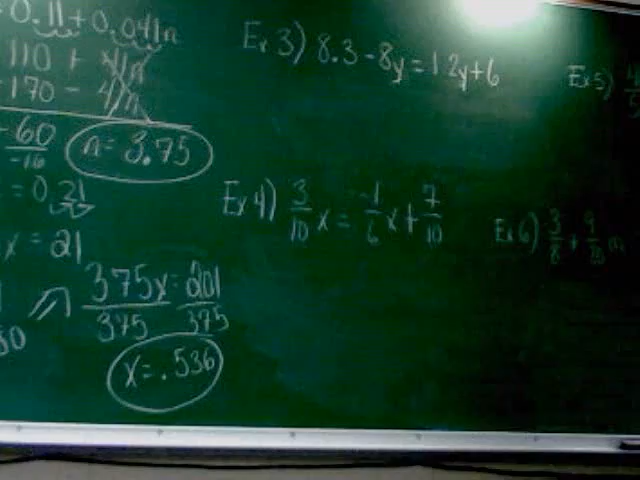 0.11 + 0.041n
110 + 41n
170 - 41n
-60
-16
n = 3.75
= 0.21
x = 21
375x = 201
375 375
x = .536
Ex 3) 8.3 - 8y = 1.2y + 6
Ex 4) 3/10 x = -1/6 x + 7/10
Ex 5)
Ex 6) 3/8 +